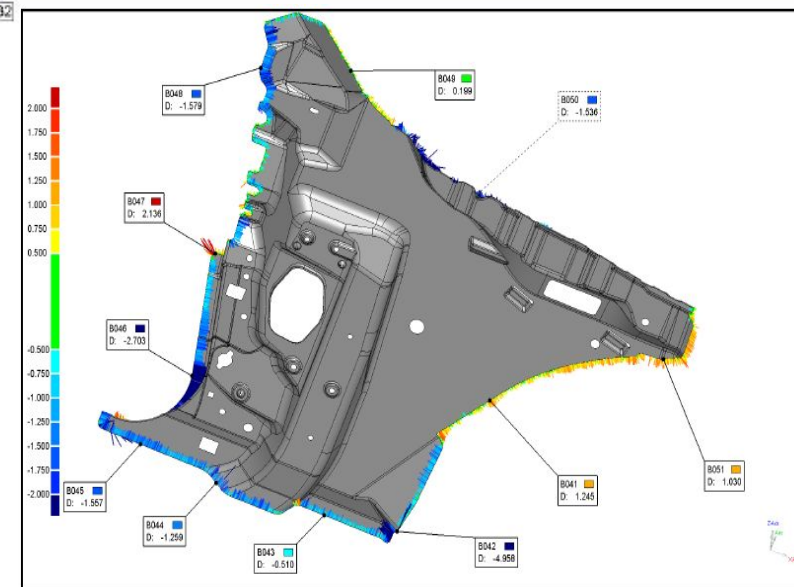 B048
D: -1.579
B049
D: 0.199
B050
D: -1.536
2.000
1.750
1.500
1.250
1.000
0.750
0.500
-0.500
-0.750
-1.000
-1.250
-1.500
-1.750
-2.000
B047
D: 2.136
B046
D: -2.703
B045
D: -1.557
B044
D: -1.259
B043
D: -0.510
B042
D: -4.958
B041
D: 1.245
B051
D: 1.030